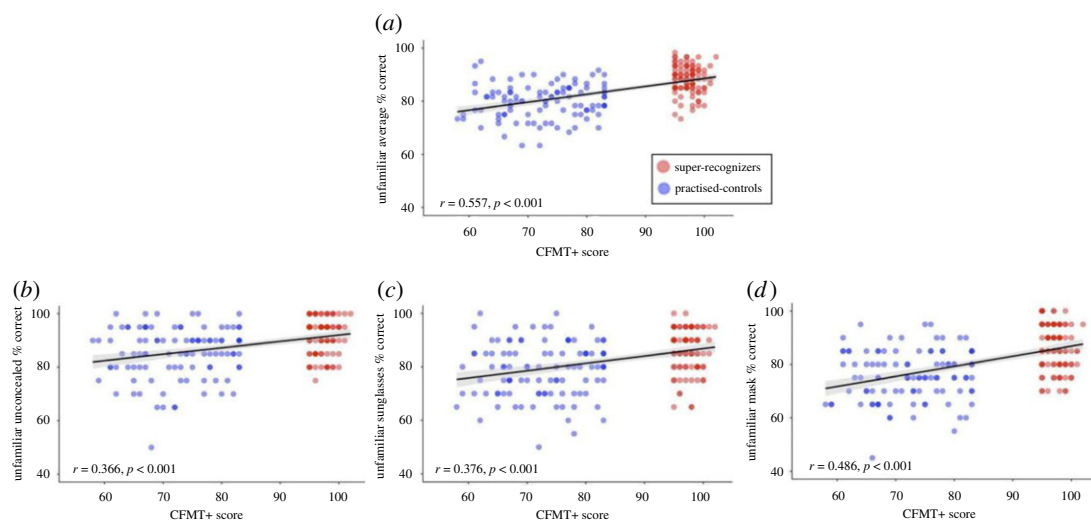 (a)
unfamiliar average % correct
100
80
60
40
r = 0.557, p < 0.001
60 70 80 90 100
CFMT+ score
super-recognizers
practised-controls
(b)
unfamiliar unconcealed % correct
100
80
60
40
r = 0.366, p < 0.001
60 70 80 90 100
CFMT+ score
(c)
unfamiliar sunglasses % correct
100
80
60
40
r = 0.376, p < 0.001
60 70 80 90 100
CFMT+ score
(d)
unfamiliar mask % correct
100
80
60
40
r = 0.486, p < 0.001
60 70 80 90 100
CFMT+ score